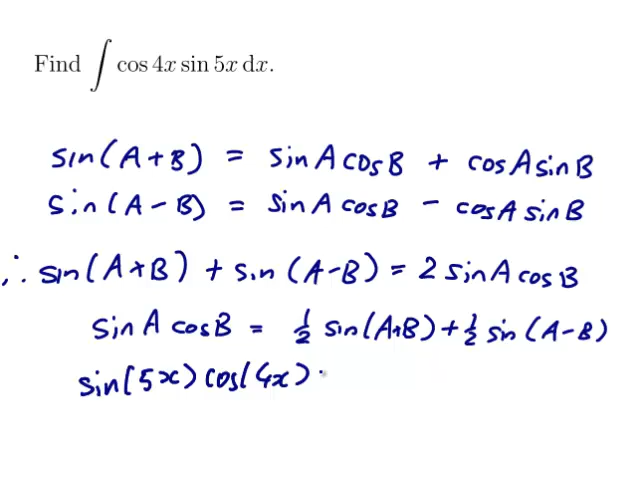 Find ∫ cos 4x sin 5x dx.
sin(A+B) = sin A cos B + cos A sin B
sin(A-B) = sin A cos B - cos A sin B
∴ sin(A+B) + sin(A-B) = 2 sin A cos B
sin A cos B = 1/2 sin(A+B) + 1/2 sin(A-B)
sin(5x) cos(4x)